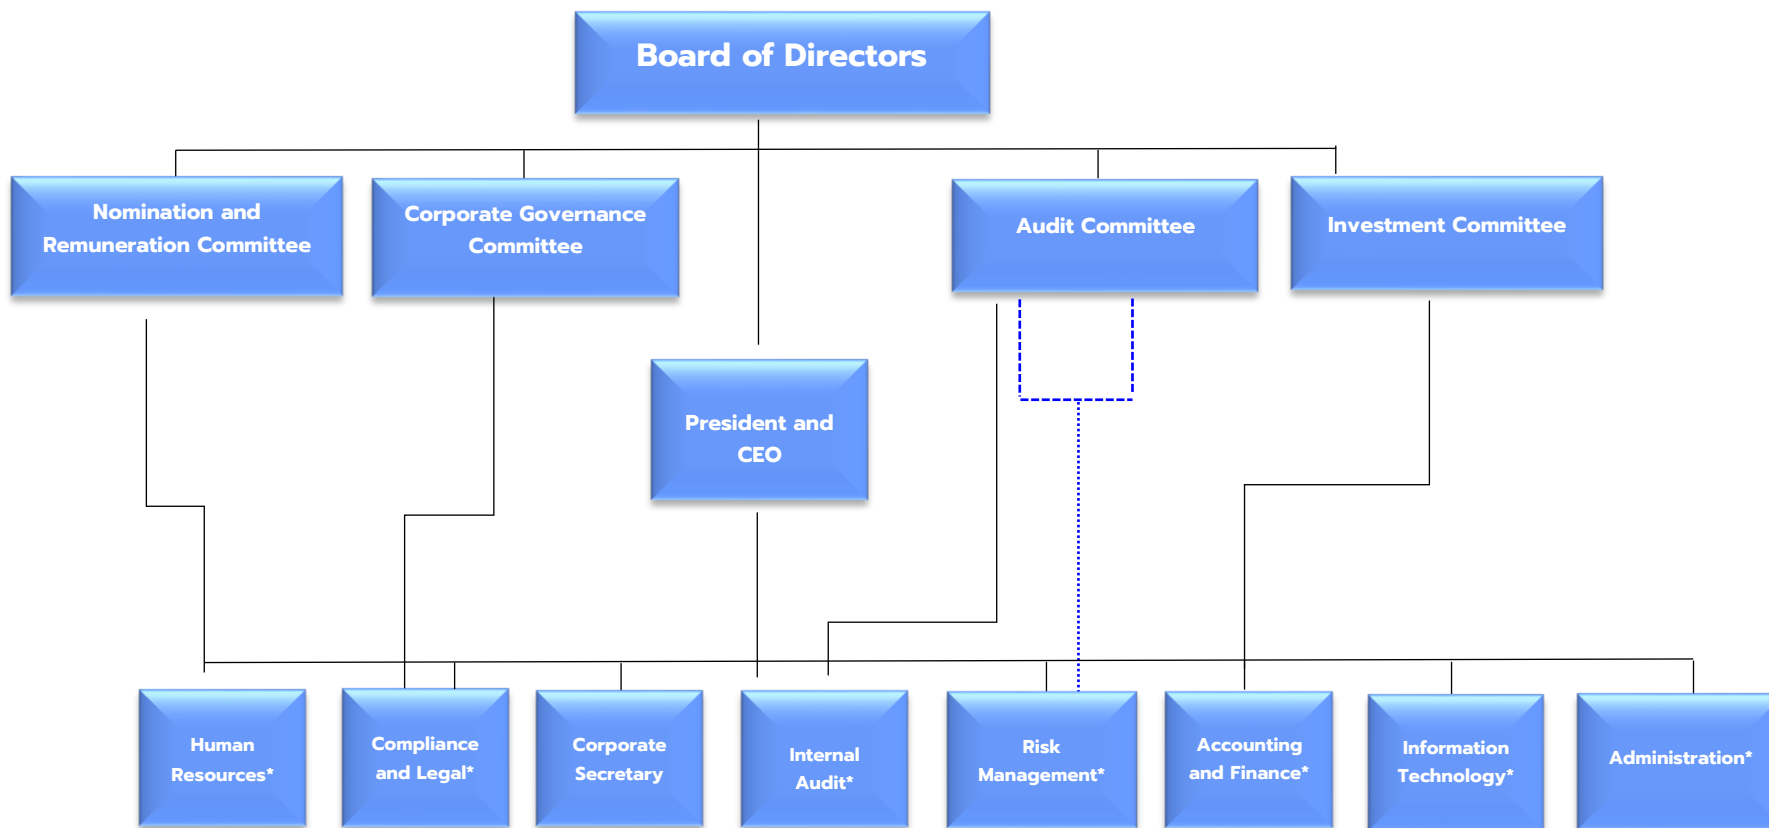 Board of Directors
Nomination and
Remuneration Committee
Corporate Governance
Committee
Audit Committee
Investment Committee
President and
CEO
Human
Resources*
Compliance
and Legal*
Corporate
Secretary
Internal
Audit*
Risk
Management*
Accounting
and Finance*
Information
Technology*
Administration*